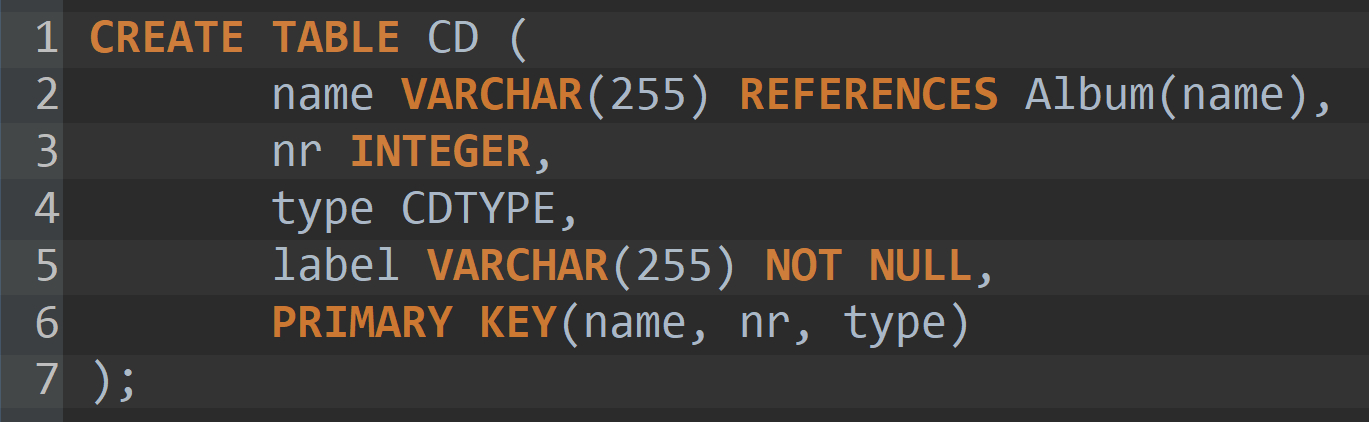 1 CREATE TABLE CD (
2 name VARCHAR(255) REFERENCES Album(name),
3 nr INTEGER,
4 type CDTYPE,
5 label VARCHAR(255) NOT NULL,
6 PRIMARY KEY(name, nr, type)
7 );